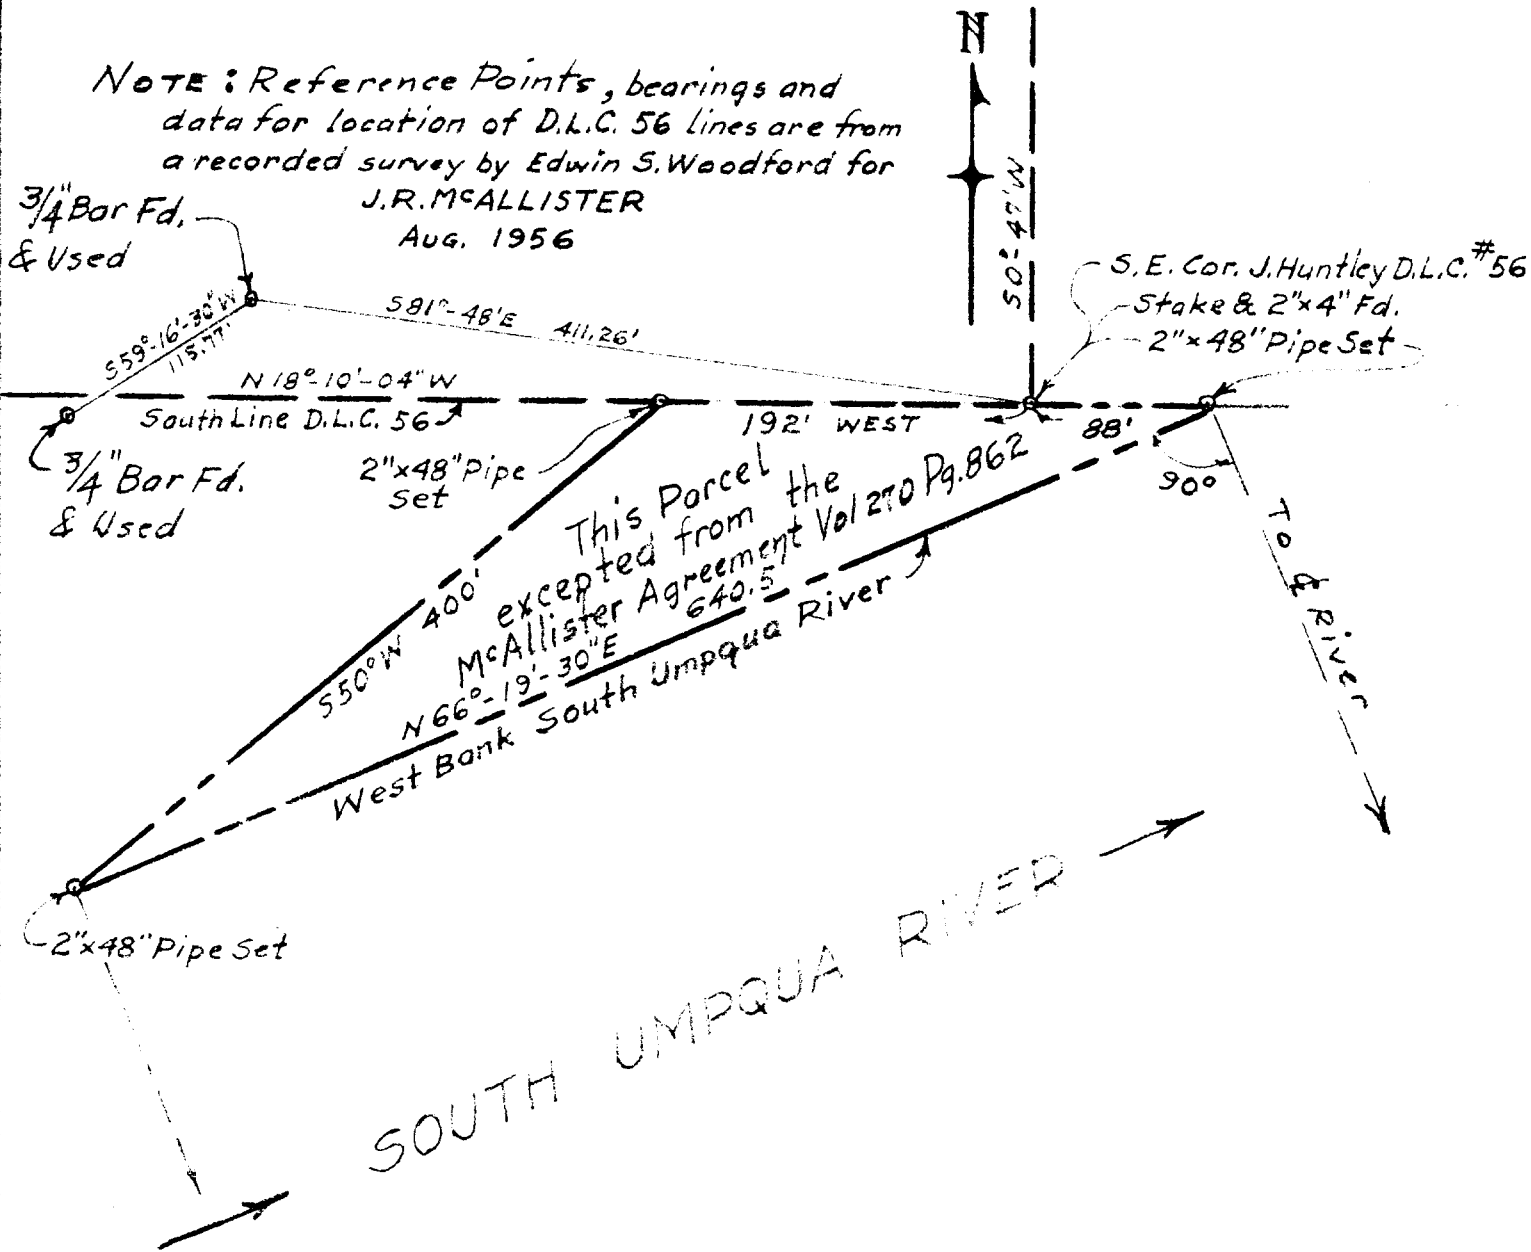 N
NOTE : Reference Points, bearings and
data for location of D.L.C. 56 lines are from
a recorded survey by Edwin S. Woodford for
J.R. McALLISTER
AUG. 1956
3/4" Bar Fd.
& Used
S0°-47'W
S.E. Cor. J. Huntley D.L.C. #56
Stake & 2"x4" Fd.
2"x48" Pipe Set
S59°-16'-30"W
115.77'
S81°-48'E 411.26'
N 18°-10'-04" W
South Line D.L.C. 56
192' WEST
88'
90°
3/4" Bar Fd.
& Used
2"x48" Pipe
Set
This Parcel
excepted from the
McAllister Agreement Vol 270 Pg. 862
S50°W 400'
N 66°-19'-30"E 640.5
West Bank South Umpqua River
To ℄ River
2"x48" Pipe Set
SOUTH UMPQUA RIVER